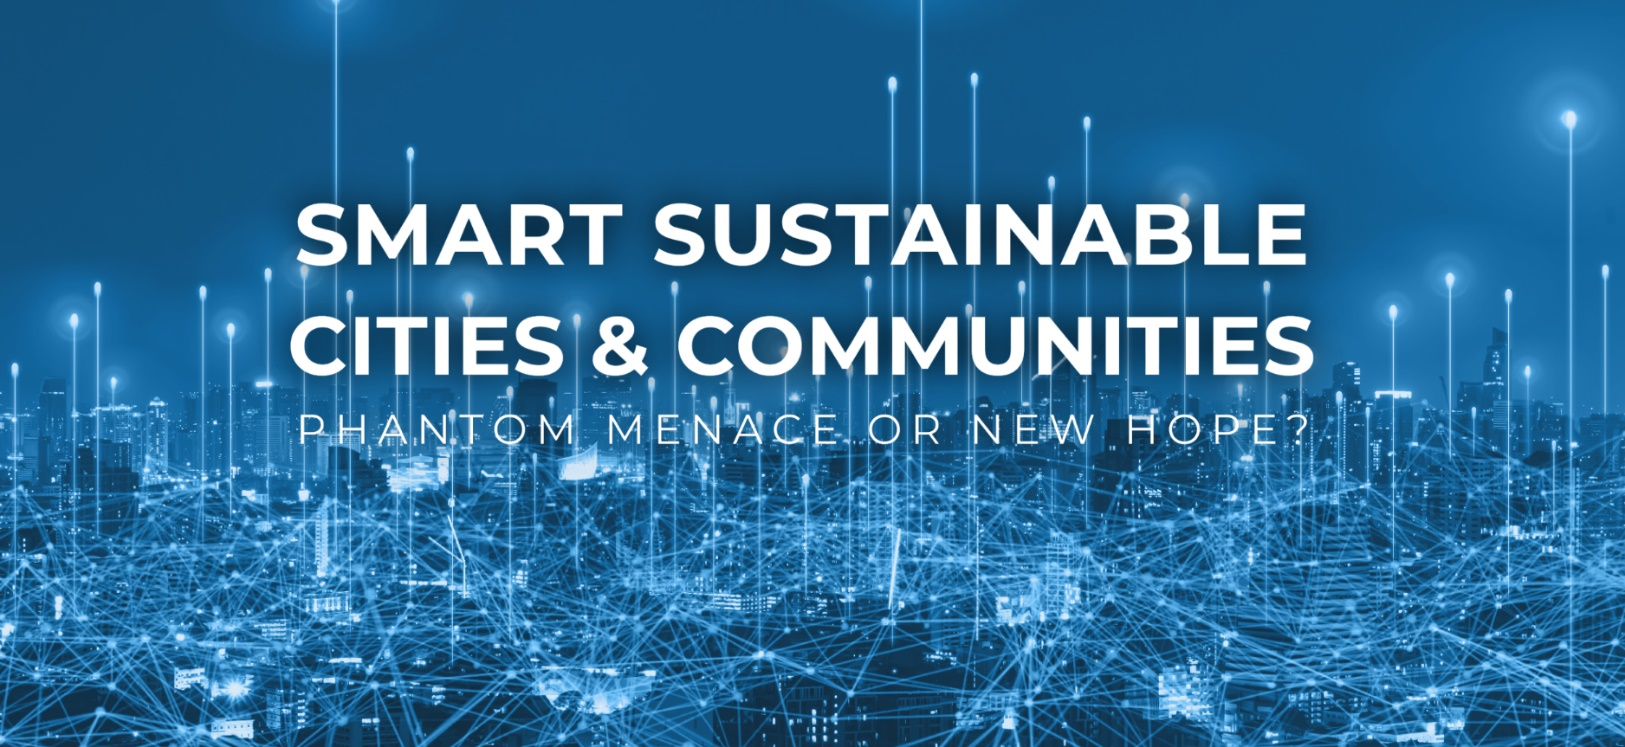 SMART SUSTAINABLE
CITIES & COMMUNITIES
PHANTOM MENACE OR NEW HOPE?